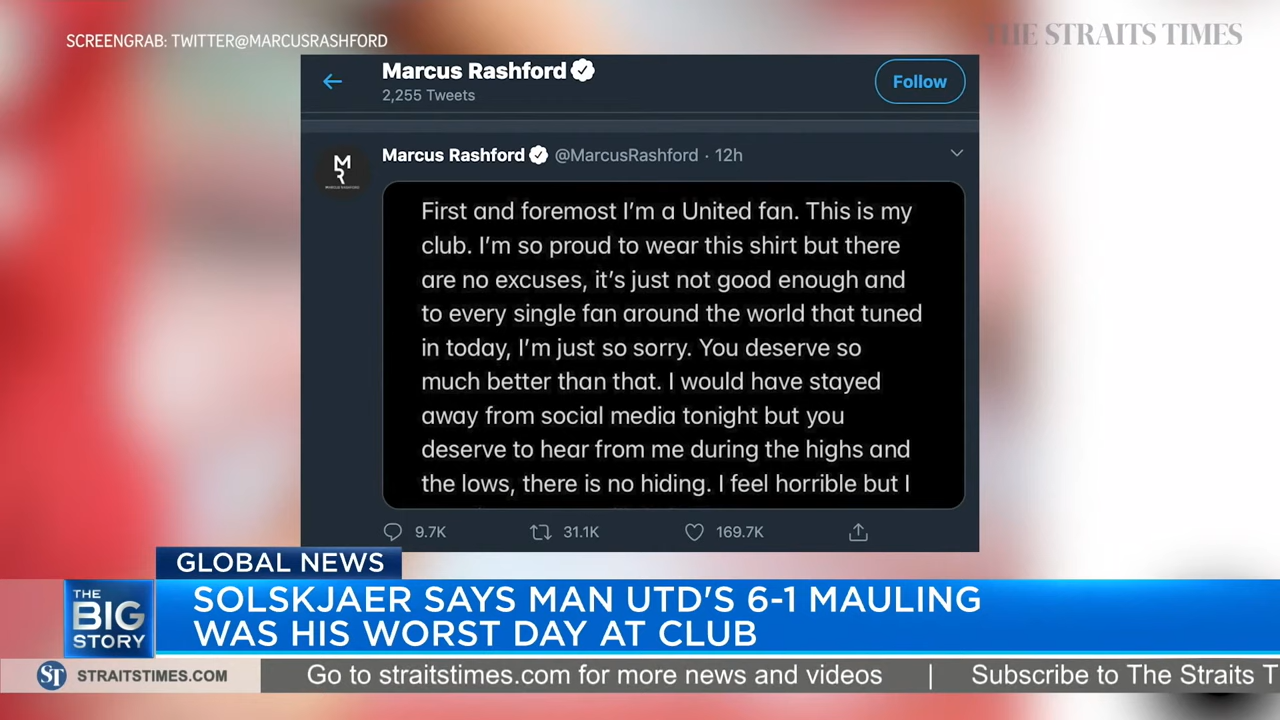 SCREENGRAB: TWITTER@MARCUSRASHFORD
THE STRAITS TIMES
Marcus Rashford
2,255 Tweets
Follow
Marcus Rashford @MarcusRashford · 12h
MR
MARCUS RASHFORD
First and foremost I'm a United fan. This is my
club. I'm so proud to wear this shirt but there
are no excuses, it's just not good enough and
to every single fan around the world that tuned
in today, I'm just so sorry. You deserve so
much better than that. I would have stayed
away from social media tonight but you
deserve to hear from me during the highs and
the lows, there is no hiding. I feel horrible but I
9.7K 31.1K 169.7K
GLOBAL NEWS
THE
BIG
STORY
SOLSKJAER SAYS MAN UTD'S 6-1 MAULING
WAS HIS WORST DAY AT CLUB
ST STRAITSTIMES.COM
Go to straitstimes.com for more news and videos | Subscribe to The Straits T